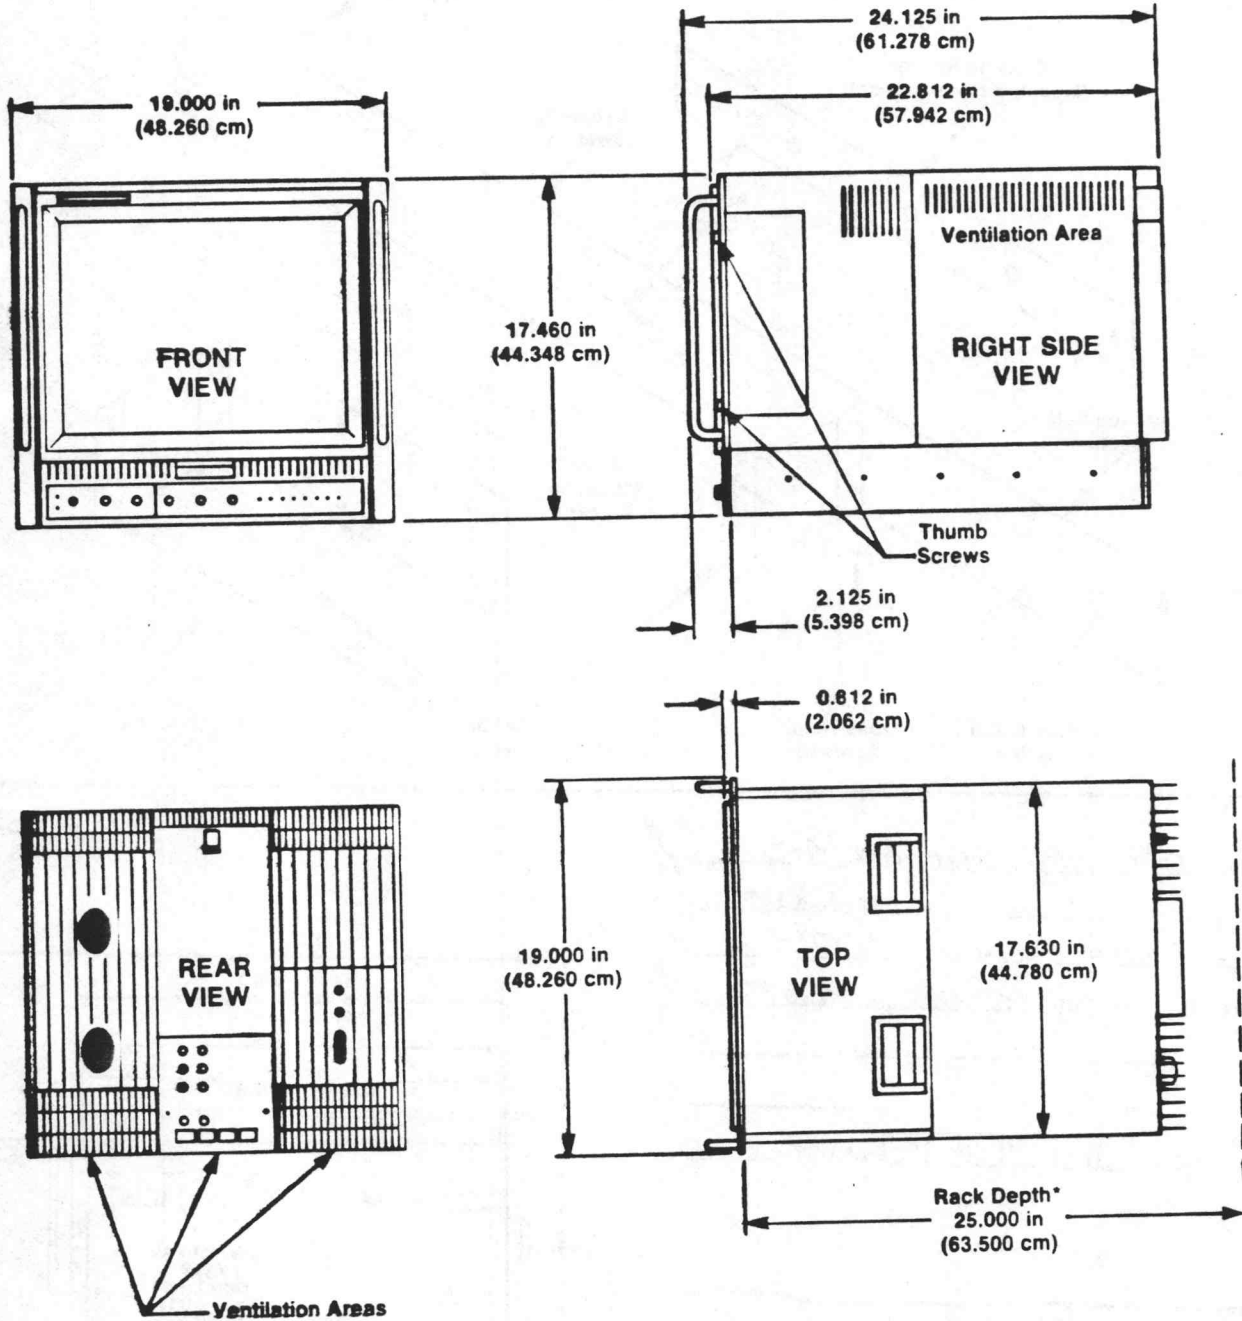 24.125 in
(61.278 cm)
19.000 in
(48.260 cm)
22.812 in
(57.942 cm)
Ventilation Area
17.460 in
(44.348 cm)
FRONT
VIEW
RIGHT SIDE
VIEW
Thumb
Screws
2.125 in
(5.398 cm)
0.812 in
(2.062 cm)
REAR
VIEW
19.000 in
(48.260 cm)
TOP
VIEW
17.630 in
(44.780 cm)
Rack Depth*
25.000 in
(63.500 cm)
Ventilation Areas